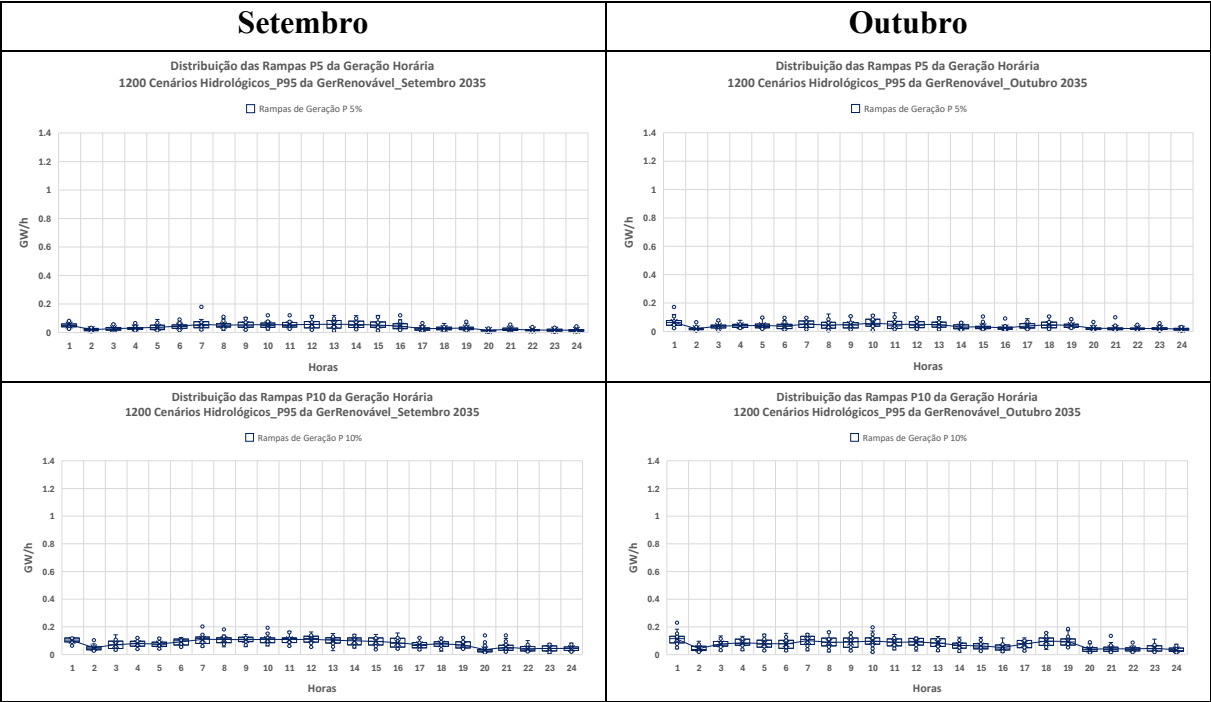 Setembro
Outubro
Distribuição das Rampas P5 da Geração Horária
1200 Cenários Hidrológicos_P95 da GerRenovável_Setembro 2035
Rampas de Geração P 5%
1.4
1.2
1
0.8
0.6
0.4
0.2
0
GW/h
1 2 3 4 5 6 7 8 9 10 11 12 13 14 15 16 17 18 19 20 21 22 23 24
Horas
Distribuição das Rampas P5 da Geração Horária
1200 Cenários Hidrológicos_P95 da GerRenovável_Outubro 2035
Rampas de Geração P 5%
1.4
1.2
1
0.8
0.6
0.4
0.2
0
GW/h
1 2 3 4 5 6 7 8 9 10 11 12 13 14 15 16 17 18 19 20 21 22 23 24
Horas
Distribuição das Rampas P10 da Geração Horária
1200 Cenários Hidrológicos_P95 da GerRenovável_Setembro 2035
Rampas de Geração P 10%
1.4
1.2
1
0.8
0.6
0.4
0.2
0
GW/h
1 2 3 4 5 6 7 8 9 10 11 12 13 14 15 16 17 18 19 20 21 22 23 24
Horas
Distribuição das Rampas P10 da Geração Horária
1200 Cenários Hidrológicos_P95 da GerRenovável_Outubro 2035
Rampas de Geração P 10%
1.4
1.2
1
0.8
0.6
0.4
0.2
0
GW/h
1 2 3 4 5 6 7 8 9 10 11 12 13 14 15 16 17 18 19 20 21 22 23 24
Horas